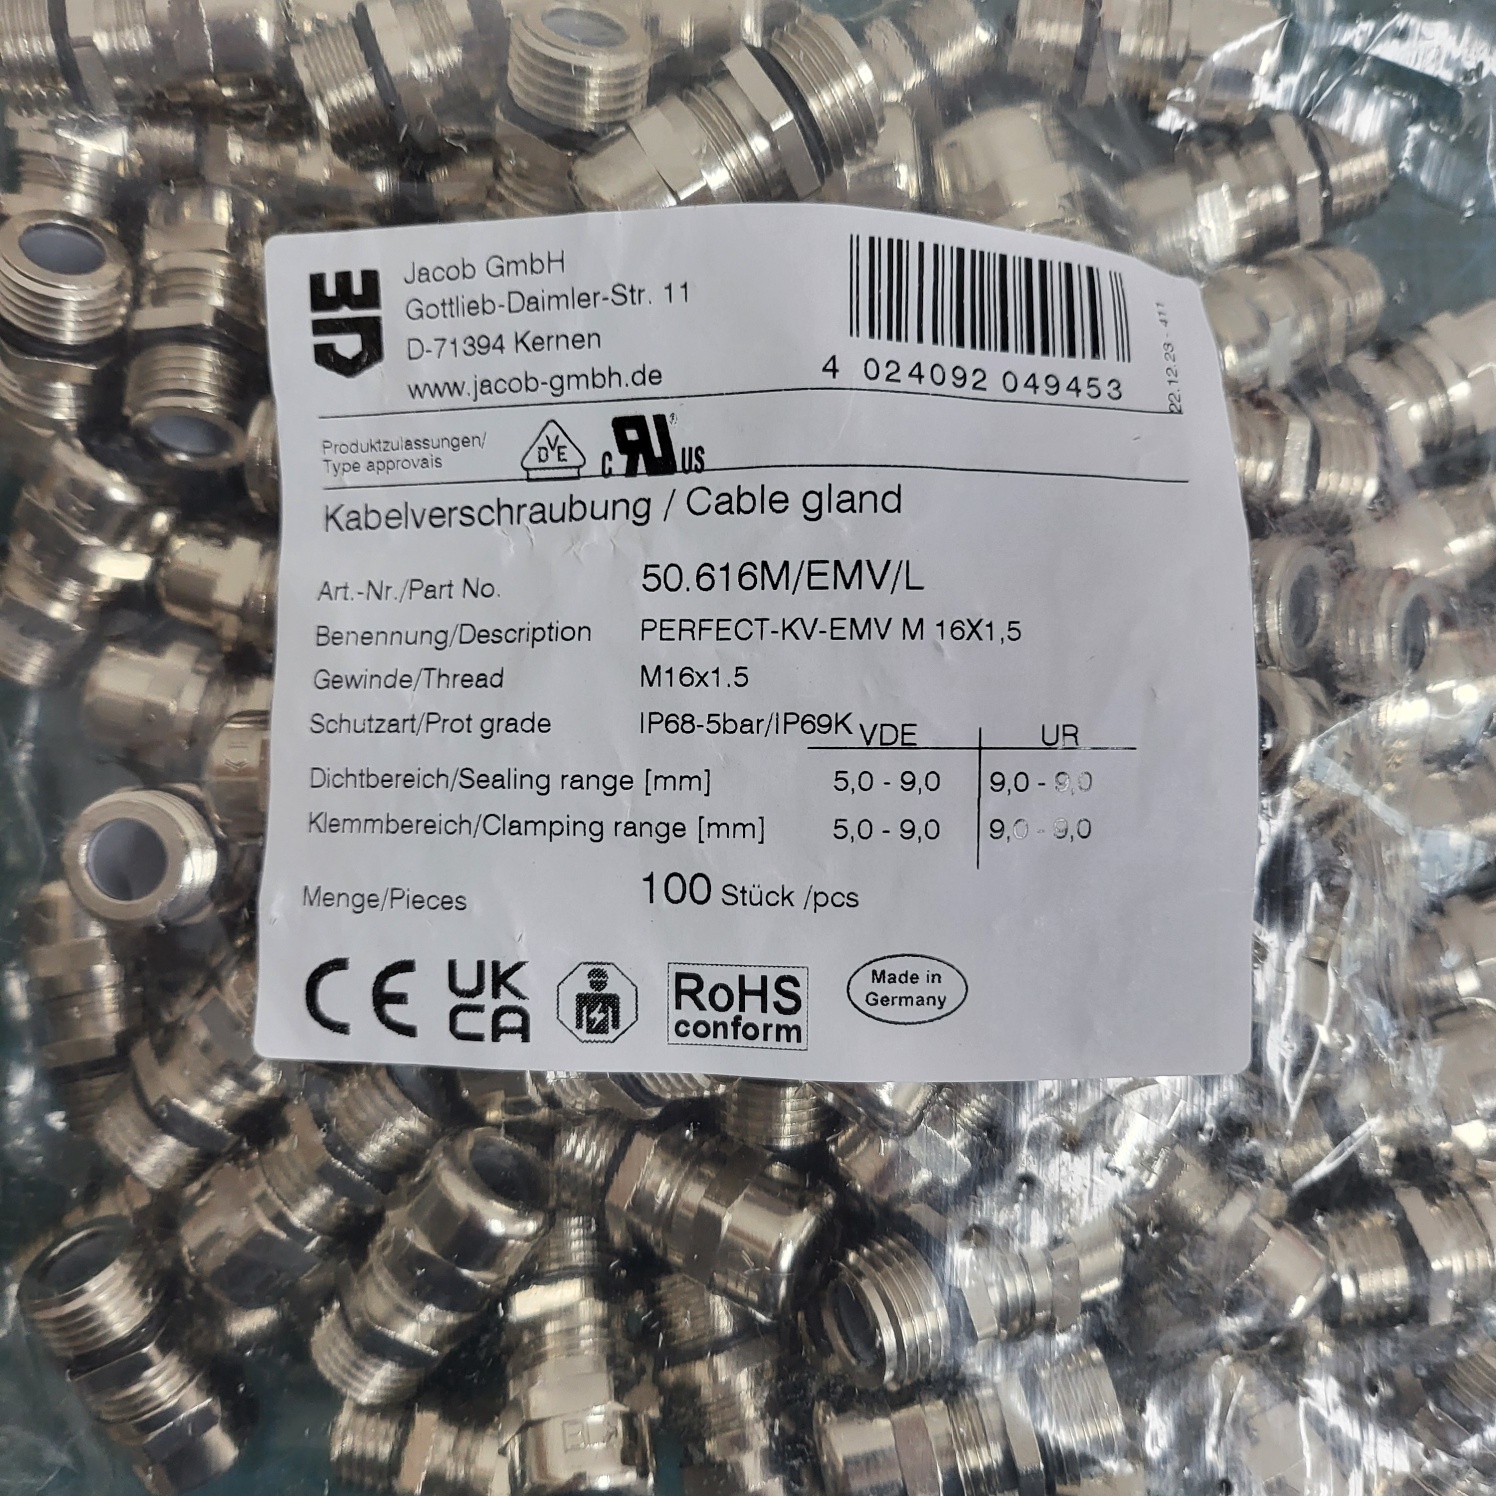 Jacob GmbH
Gottlieb-Daimler-Str. 11
D-71394 Kernen
www.jacob-gmbh.de
4 024092 049453
22.12.23 - 411
Produktzulassungen/
Type approvals
VDE
c RU ® US
Kabelverschraubung / Cable gland
Art.-Nr./Part No. 50.616M/EMV/L
Benennung/Description PERFECT-KV-EMV M 16X1,5
Gewinde/Thread M16x1.5
Schutzart/Prot grade IP68-5bar/IP69K
VDE UR
Dichtbereich/Sealing range [mm] 5,0 - 9,0 9,0 - 9,0
Klemmbereich/Clamping range [mm] 5,0 - 9,0 9,0 - 9,0
Menge/Pieces 100 Stück /pcs
CE UK
CA
RoHS
conform
Made in
Germany